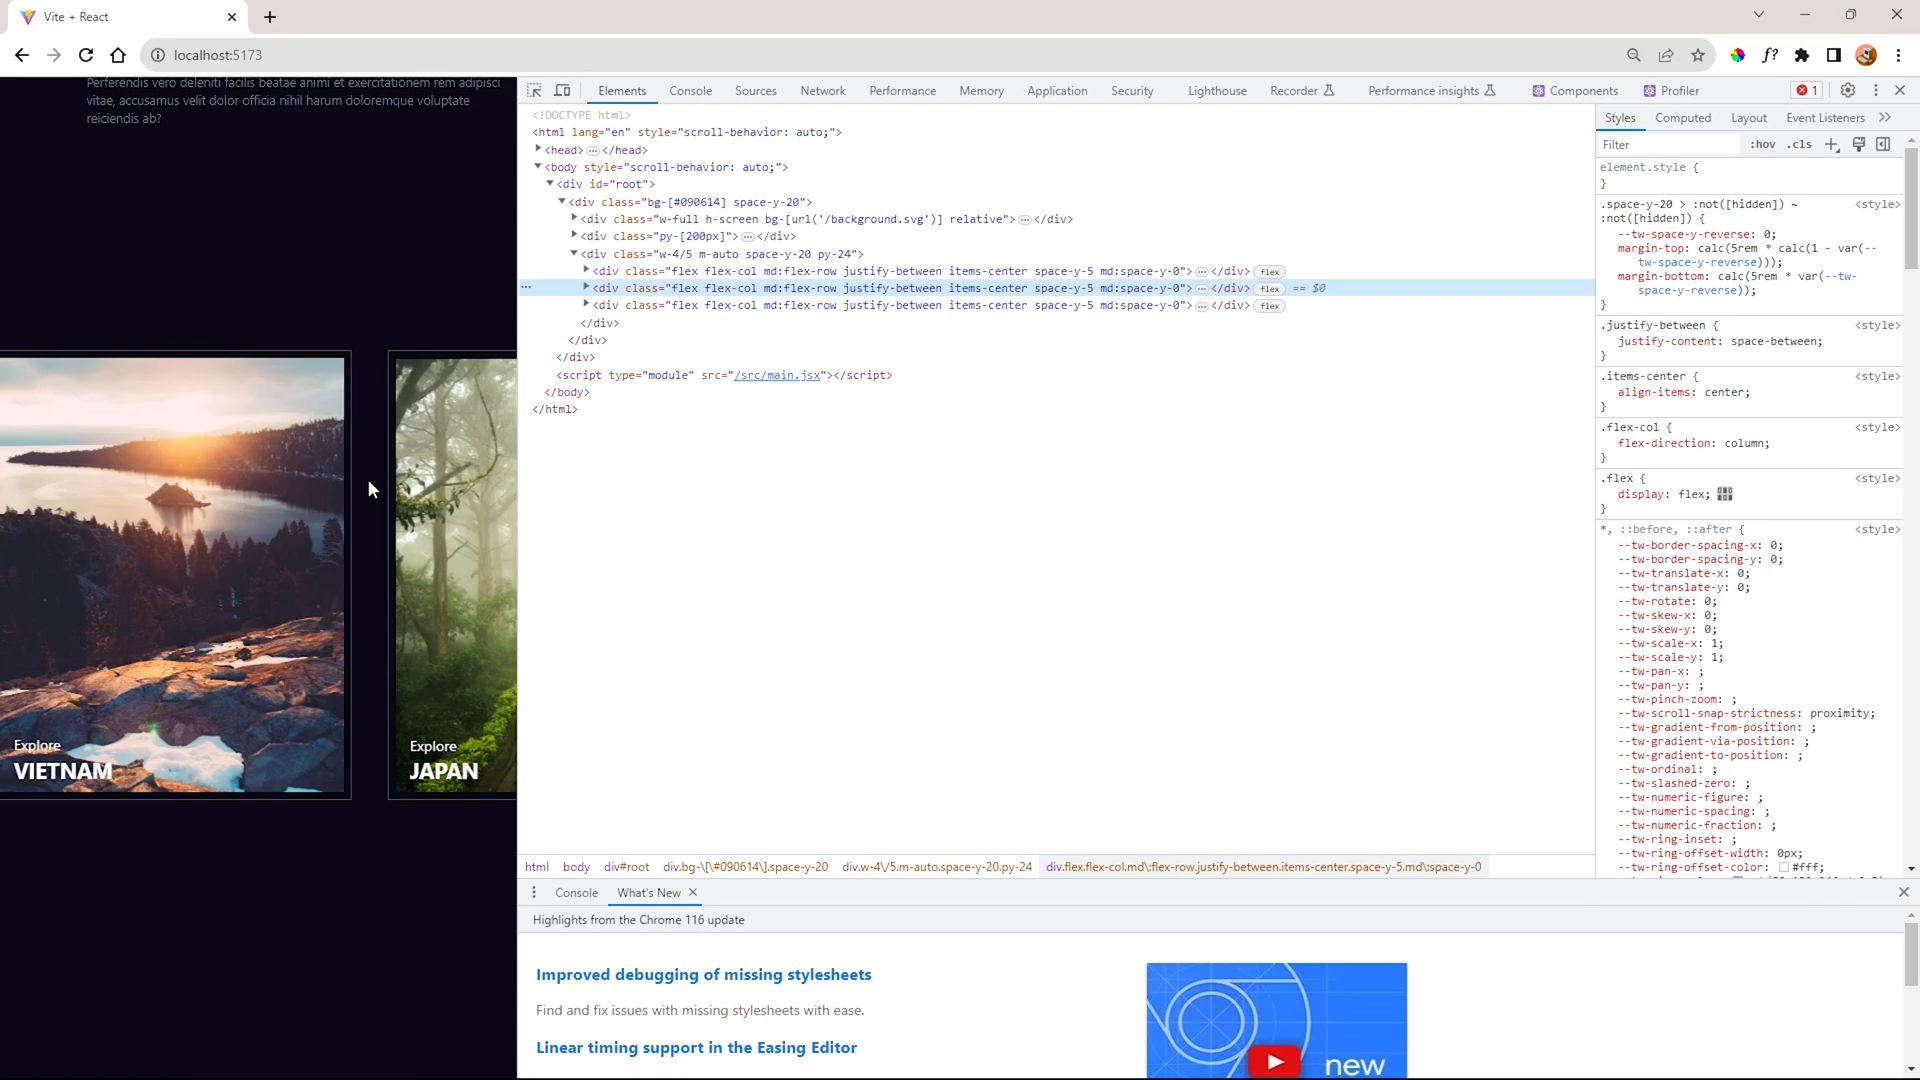 Vite + React
localhost:5173
Perferendis vero deleniti facilis beatae animi et exercitationem rem adipisci
vitae, accusamus velit dolor officia nihil harum doloremque voluptate
reiciendis ab?
Explore
VIETNAM
Explore
JAPAN
Elements Console Sources Network Performance Memory Application Security Lighthouse Recorder Performance insights Components Profiler 1
<!DOCTYPE html>
<html lang="en" style="scroll-behavior: auto;">
<head> … </head>
<body style="scroll-behavior: auto;">
<div id="root">
<div class="bg-[#090614] space-y-20">
<div class="w-full h-screen bg-[url('/background.svg')] relative"> … </div>
<div class="py-[200px]"> … </div>
<div class="w-4/5 m-auto space-y-20 py-24">
<div class="flex flex-col md:flex-row justify-between items-center space-y-5 md:space-y-0"> … </div> flex
… <div class="flex flex-col md:flex-row justify-between items-center space-y-5 md:space-y-0"> … </div> flex == $0
<div class="flex flex-col md:flex-row justify-between items-center space-y-5 md:space-y-0"> … </div> flex
</div>
</div>
</div>
<script type="module" src="/src/main.jsx"></script>
</body>
</html>
html body div#root div.bg-\[\#090614\].space-y-20 div.w-4\/5.m-auto.space-y-20.py-24 div.flex.flex-col.md\:flex-row.justify-between.items-center.space-y-5.md\:space-y-0
Styles Computed Layout Event Listeners
Filter :hov .cls
element.style {
}
.space-y-20 > :not([hidden]) ~ <style>
:not([hidden]) {
--tw-space-y-reverse: 0;
margin-top: calc(5rem * calc(1 - var(--
tw-space-y-reverse)));
margin-bottom: calc(5rem * var(--tw-
space-y-reverse));
}
.justify-between { <style>
justify-content: space-between;
}
.items-center { <style>
align-items: center;
}
.flex-col { <style>
flex-direction: column;
}
.flex { <style>
display: flex;
}
*, ::before, ::after { <style>
--tw-border-spacing-x: 0;
--tw-border-spacing-y: 0;
--tw-translate-x: 0;
--tw-translate-y: 0;
--tw-rotate: 0;
--tw-skew-x: 0;
--tw-skew-y: 0;
--tw-scale-x: 1;
--tw-scale-y: 1;
--tw-pan-x: ;
--tw-pan-y: ;
--tw-pinch-zoom: ;
--tw-scroll-snap-strictness: proximity;
--tw-gradient-from-position: ;
--tw-gradient-via-position: ;
--tw-gradient-to-position: ;
--tw-ordinal: ;
--tw-slashed-zero: ;
--tw-numeric-figure: ;
--tw-numeric-spacing: ;
--tw-numeric-fraction: ;
--tw-ring-inset: ;
--tw-ring-offset-width: 0px;
--tw-ring-offset-color: #fff;
Console What's New
Highlights from the Chrome 116 update
Improved debugging of missing stylesheets
Find and fix issues with missing stylesheets with ease.
Linear timing support in the Easing Editor
new